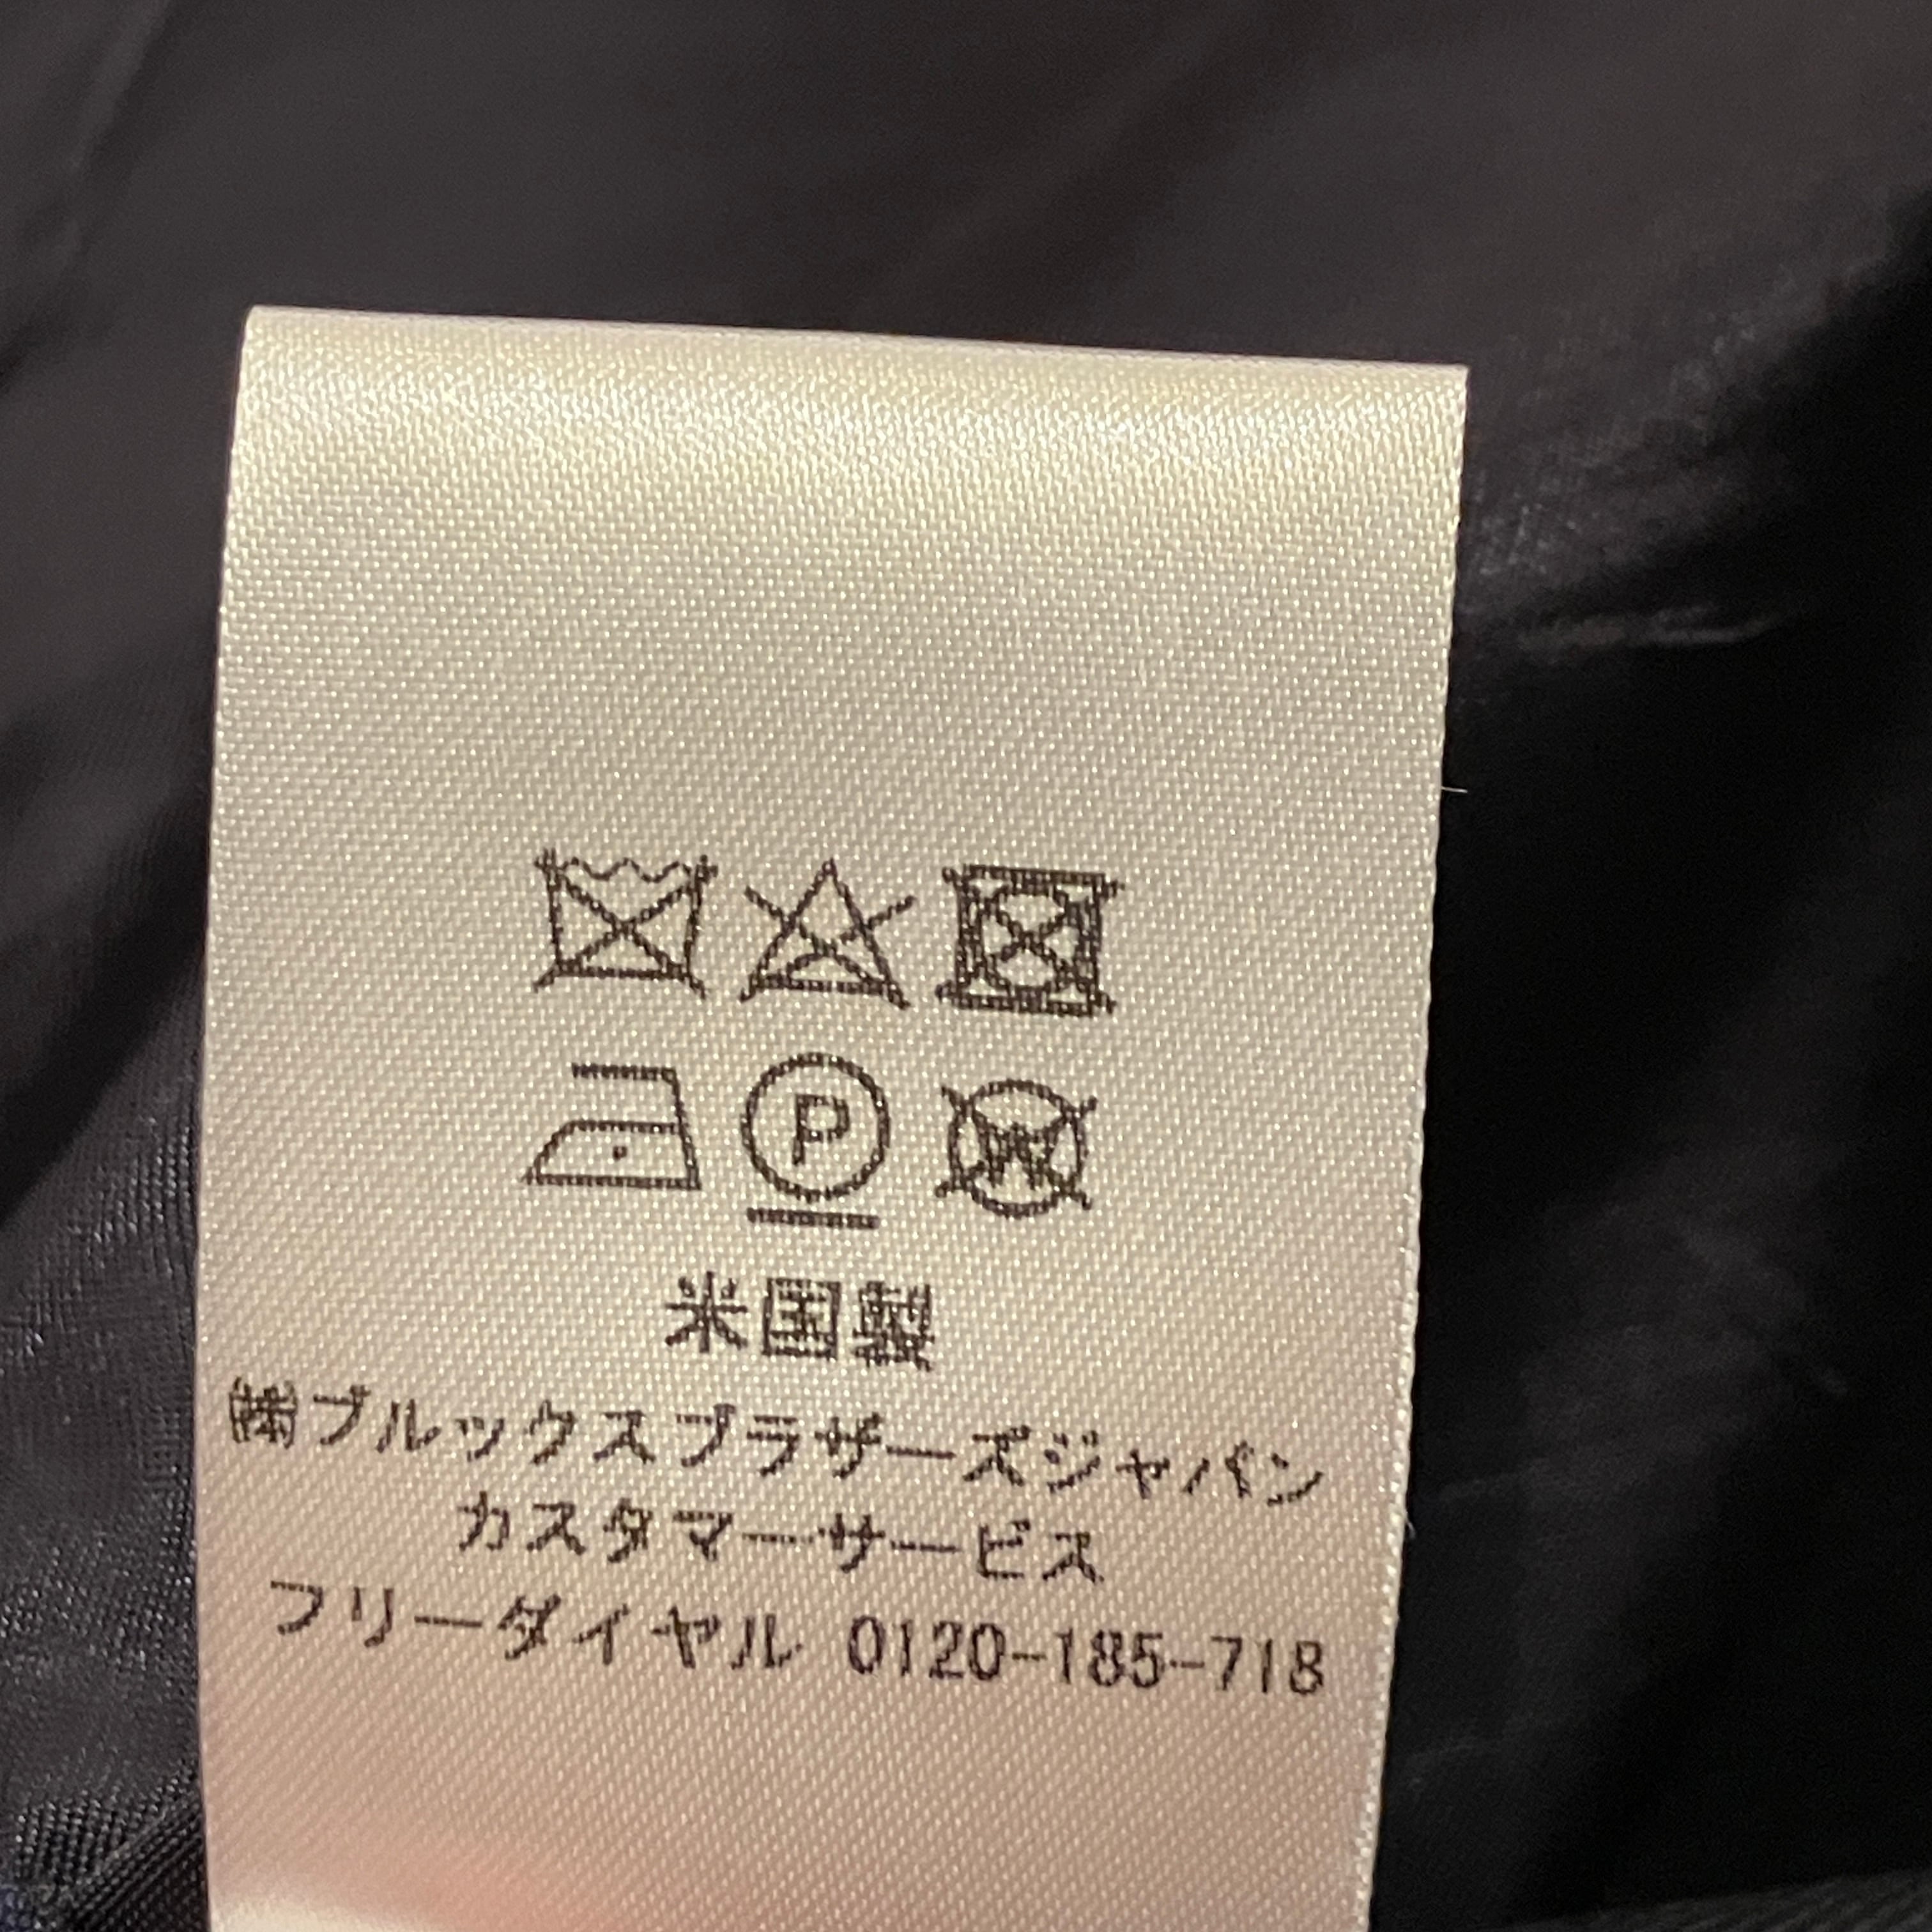 P W
米国製
㈱ブルックスブラザーズジャパン
カスタマーサービス
フリーダイヤル 0120-185-718